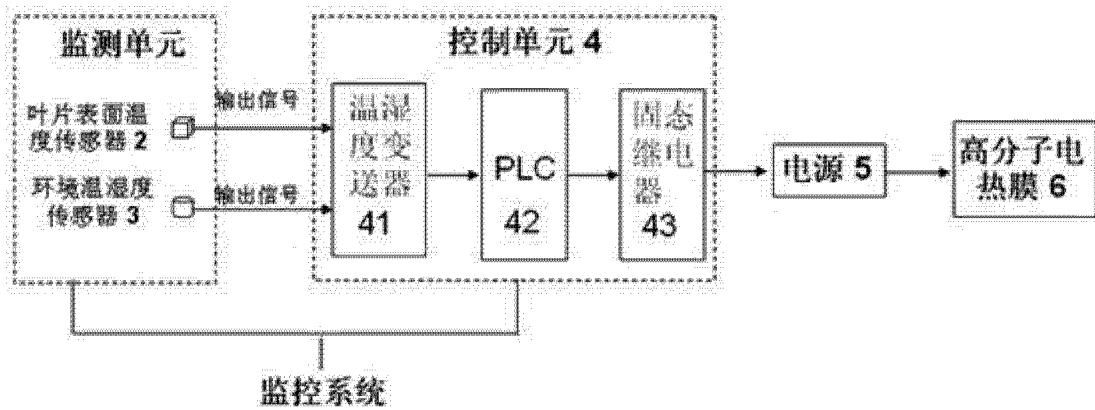 监测单元
叶片表面温
度传感器 2
环境温湿度
传感器 3
输出信号
输出信号
控制单元 4
温湿
度变
送器
41
PLC
42
固态
继电
器
43
电源 5
高分子电
热膜 6
监控系统